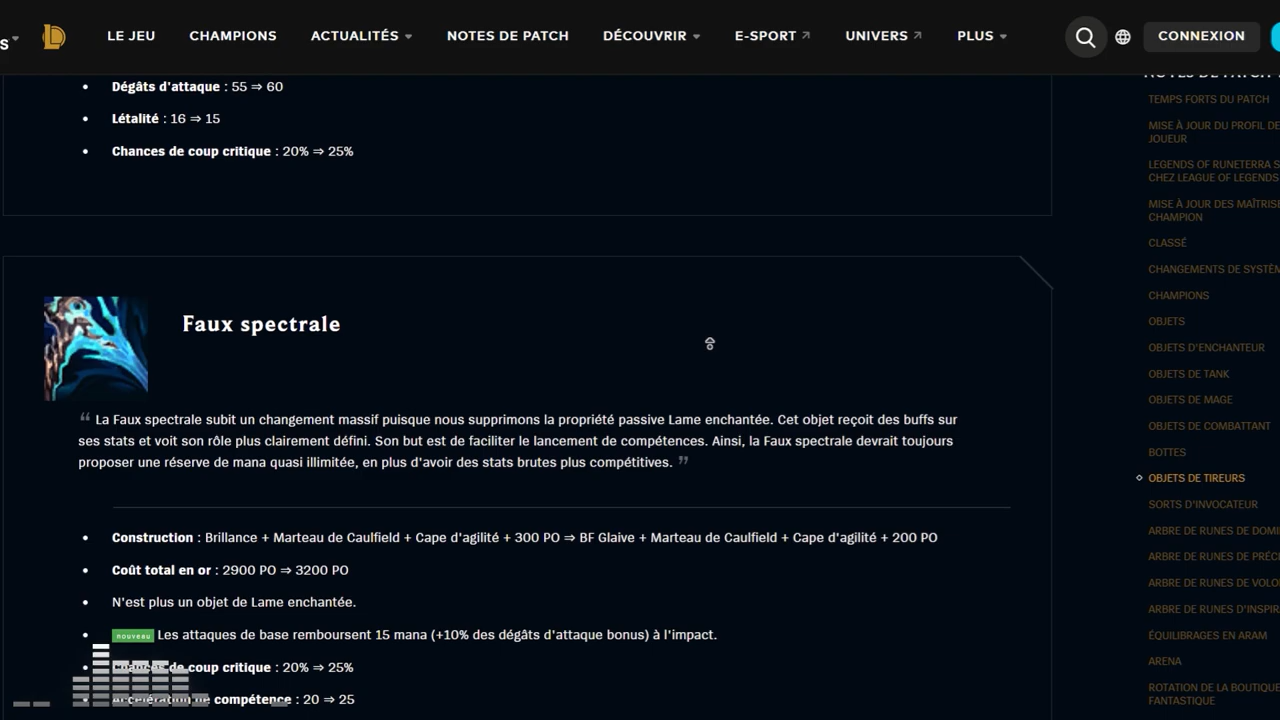 S
LE JEU
CHAMPIONS
ACTUALITÉS
NOTES DE PATCH
DÉCOUVRIR
E-SPORT
UNIVERS
PLUS
CONNEXION
Dégâts d'attaque : 55 ⇒ 60
Létalité : 16 ⇒ 15
Chances de coup critique : 20% ⇒ 25%
Faux spectrale
“ La Faux spectrale subit un changement massif puisque nous supprimons la propriété passive Lame enchantée. Cet objet reçoit des buffs sur
ses stats et voit son rôle plus clairement défini. Son but est de faciliter le lancement de compétences. Ainsi, la Faux spectrale devrait toujours
proposer une réserve de mana quasi illimitée, en plus d'avoir des stats brutes plus compétitives. ”
Construction : Brillance + Marteau de Caulfield + Cape d'agilité + 300 PO ⇒ BF Glaive + Marteau de Caulfield + Cape d'agilité + 200 PO
Coût total en or : 2900 PO ⇒ 3200 PO
N'est plus un objet de Lame enchantée.
nouveau Les attaques de base remboursent 15 mana (+10% des dégâts d'attaque bonus) à l'impact.
Chances de coup critique : 20% ⇒ 25%
Accélération de compétence : 20 ⇒ 25
TEMPS FORTS DU PATCH
MISE À JOUR DU PROFIL DE
JOUEUR
LEGENDS OF RUNETERRA S
CHEZ LEAGUE OF LEGENDS
MISE À JOUR DES MAÎTRIS
CHAMPION
CLASSÉ
CHANGEMENTS DE SYSTÈM
CHAMPIONS
OBJETS
OBJETS D'ENCHANTEUR
OBJETS DE TANK
OBJETS DE MAGE
OBJETS DE COMBATTANT
BOTTES
OBJETS DE TIREURS
SORTS D'INVOCATEUR
ARBRE DE RUNES DE DOMI
ARBRE DE RUNES DE PRÉCI
ARBRE DE RUNES DE VOLO
ARBRE DE RUNES D'INSPIR
ÉQUILIBRAGES EN ARAM
ARENA
ROTATION DE LA BOUTIQUE
FANTASTIQUE